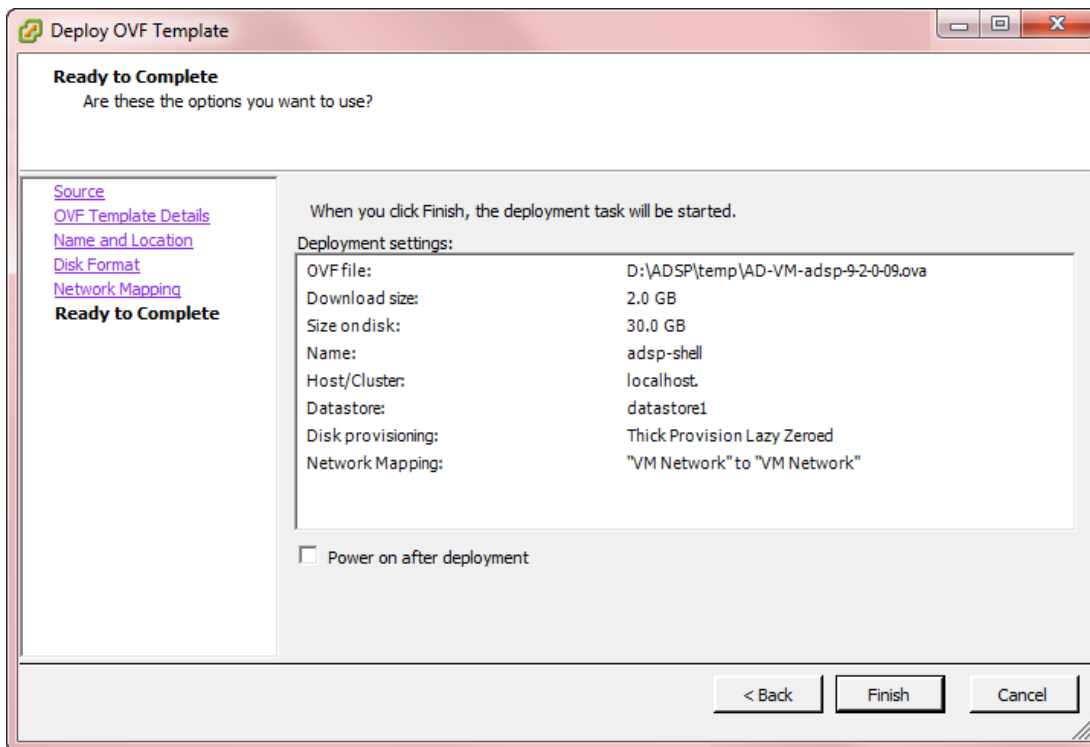 Deploy OVF Template
Ready to Complete
Are these the options you want to use?
Source
OVF Template Details
Name and Location
Disk Format
Network Mapping
Ready to Complete
When you click Finish, the deployment task will be started.
Deployment settings:
OVF file: D:\ADSP\temp\AD-VM-adsp-9-2-0-09.ova
Download size: 2.0 GB
Size on disk: 30.0 GB
Name: adsp-shell
Host/Cluster: localhost.
Datastore: datastore1
Disk provisioning: Thick Provision Lazy Zeroed
Network Mapping: "VM Network" to "VM Network"
Power on after deployment
< Back Finish Cancel